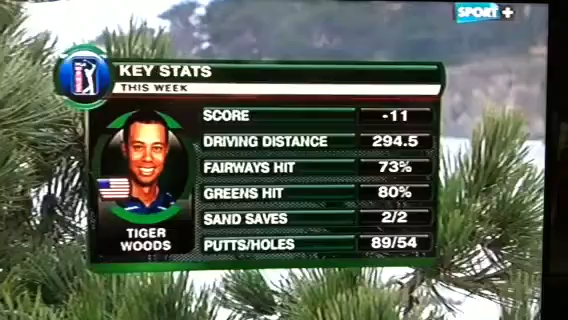 SPORT +
KEY STATS
THIS WEEK
SCORE -11
DRIVING DISTANCE 294.5
FAIRWAYS HIT 73%
GREENS HIT 80%
SAND SAVES 2/2
PUTTS/HOLES 89/54
TIGER
WOODS